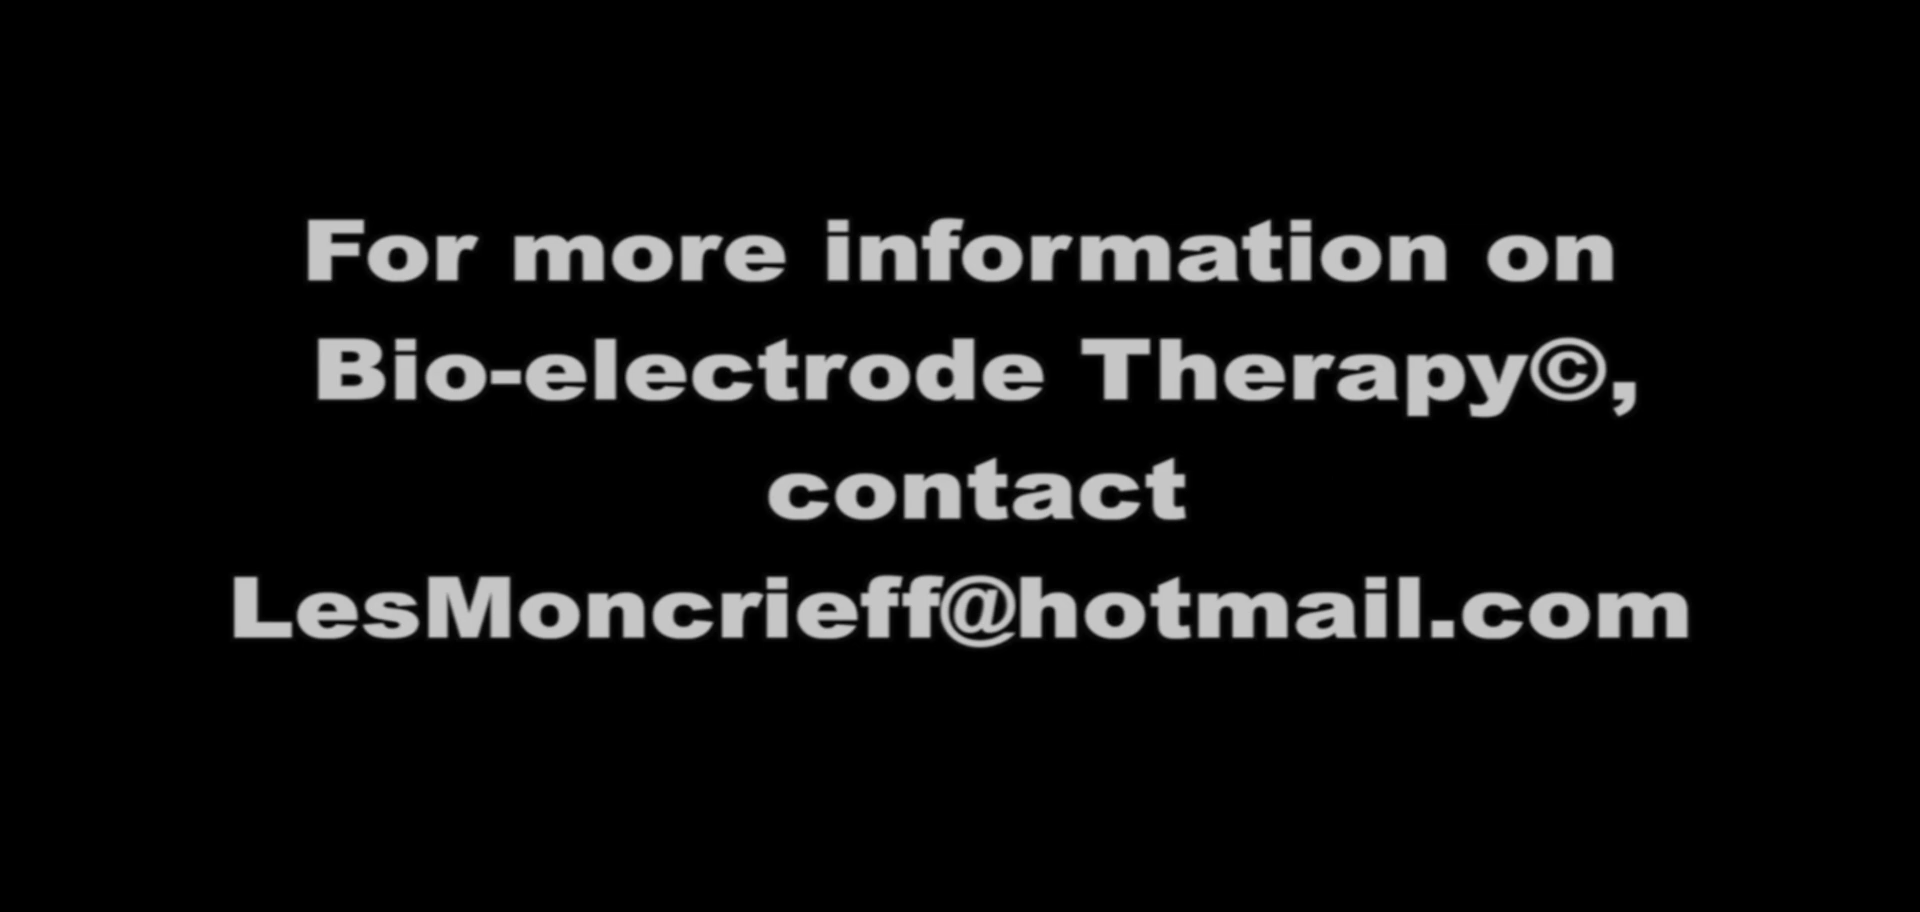 For more information on
Bio-electrode Therapy©,
contact
LesMoncrieff@hotmail.com